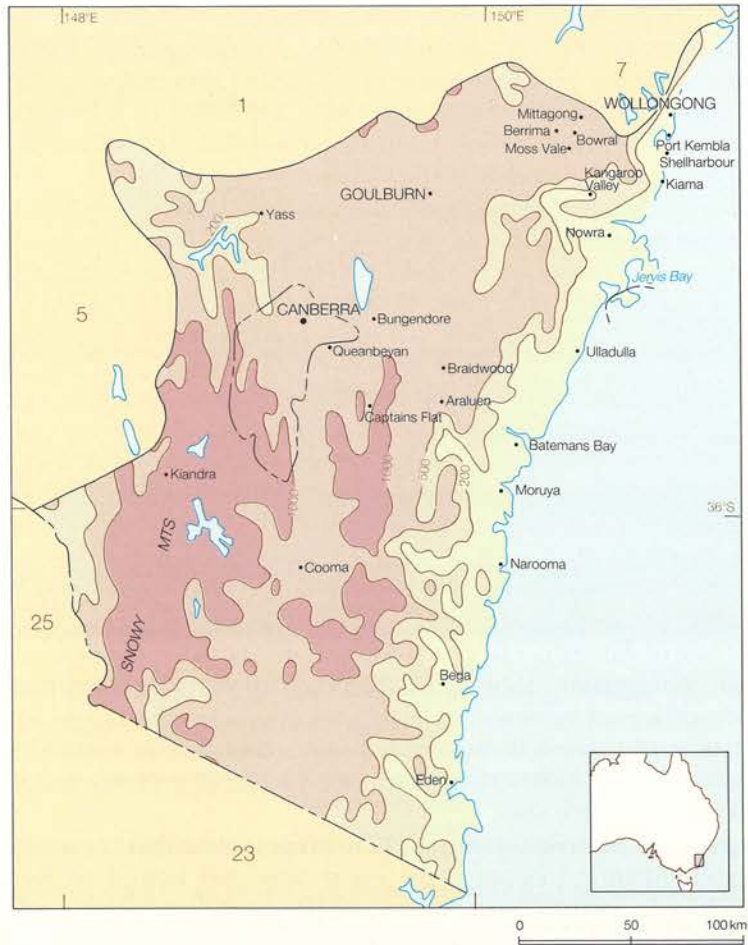 148°E
150°E
7
1
WOLLONGONG
Mittagong
Berrima
Bowral
Moss Vale
Port Kembla
Shellharbour
Kangaroo
Valley
Kiama
GOULBURN
Yass
200
Nowra
Jervis Bay
5
CANBERRA
Bungendore
Queanbeyan
Ulladulla
Braidwood
Araluen
Captains Flat
Batemans Bay
Kiandra
1000
1000
500
200
Moruya
36°S
MTS
Cooma
Narooma
25
SNOWY
Bega
Eden
23
0 50 100 km